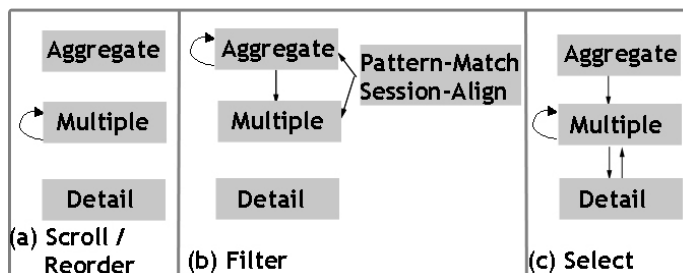 Aggregate
Multiple
Detail
(a) Scroll /
Reorder
Aggregate
Pattern-Match
Session-Align
Multiple
Detail
(b) Filter
Aggregate
Multiple
Detail
(c) Select